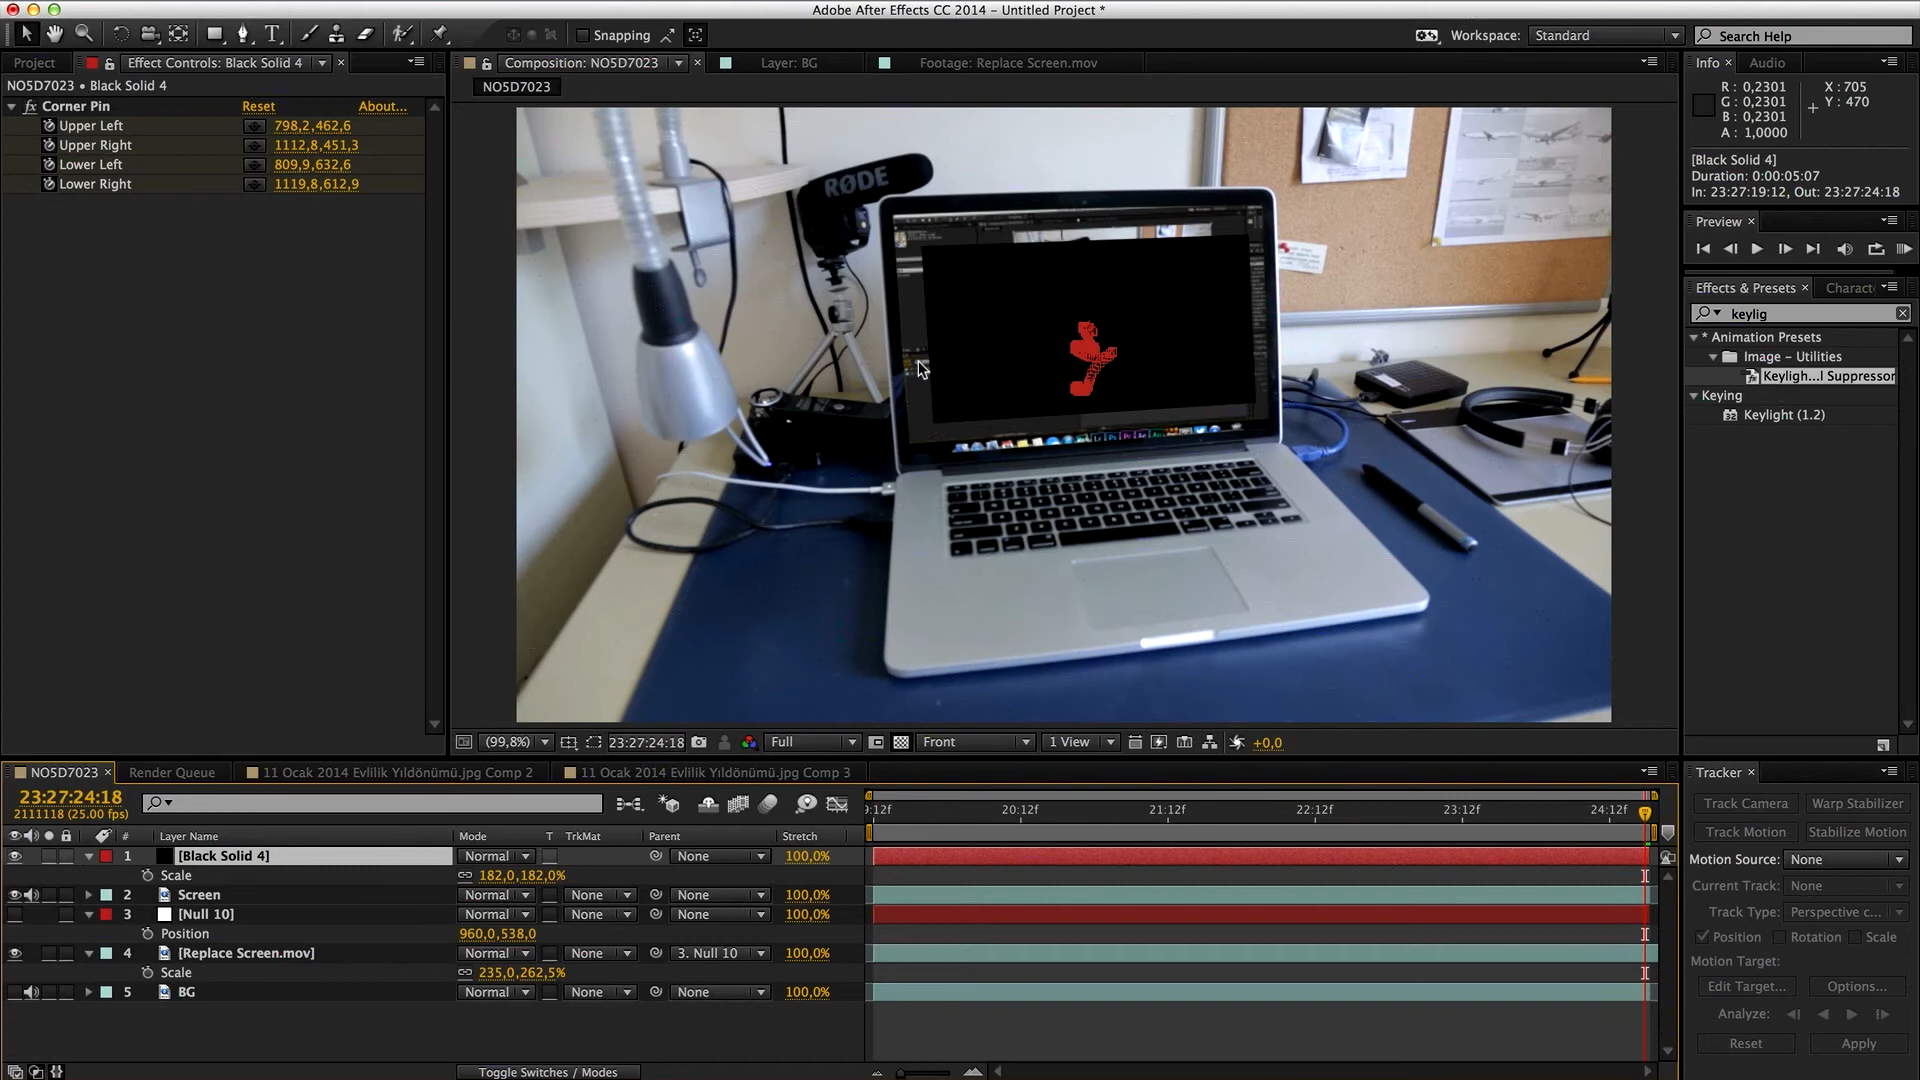 Adobe After Effects CC 2014 – Untitled Project *
Snapping
Workspace: Standard
Search Help
Project
Effect Controls: Black Solid 4
Composition: NO5D7023
Layer: BG
Footage: Replace Screen.mov
Info
Audio
NO5D7023 • Black Solid 4
NO5D7023
Corner Pin
Reset
About...
Upper Left
798,2,462,6
Upper Right
1112,8,451,3
Lower Left
809,9,632,6
Lower Right
1119,8,612,9
R: 0,2301
G: 0,2301
B: 0,2301
A: 1,0000
X: 705
Y: 470
[Black Solid 4]
Duration: 0:00:05:07
In: 23:27:19:12, Out: 23:27:24:18
Preview
Effects & Presets
Charact
keylig
* Animation Presets
Image – Utilities
Keyligh...l Suppressor
Keying
Keylight (1.2)
RØDE
(99,8%)
23:27:24:18
Full
Front
1 View
+0,0
NO5D7023
Render Queue
11 Ocak 2014 Evlilik Yıldönümü.jpg Comp 2
11 Ocak 2014 Evlilik Yıldönümü.jpg Comp 3
23:27:24:18
2111118 (25.00 fps)
9:12f
20:12f
21:12f
22:12f
23:12f
24:12f
#
Layer Name
Mode
T
TrkMat
Parent
Stretch
1
[Black Solid 4]
Normal
None
100,0%
Scale
182,0,182,0%
2
Screen
Normal
None
None
100,0%
3
[Null 10]
Normal
None
None
100,0%
Position
960,0,538,0
4
[Replace Screen.mov]
Normal
None
3. Null 10
100,0%
Scale
235,0,262,5%
5
BG
Normal
None
None
100,0%
Toggle Switches / Modes
Tracker
Track Camera
Warp Stabilizer
Track Motion
Stabilize Motion
Motion Source: None
Current Track: None
Track Type: Perspective c...
Position
Rotation
Scale
Motion Target:
Edit Target...
Options...
Analyze:
Reset
Apply